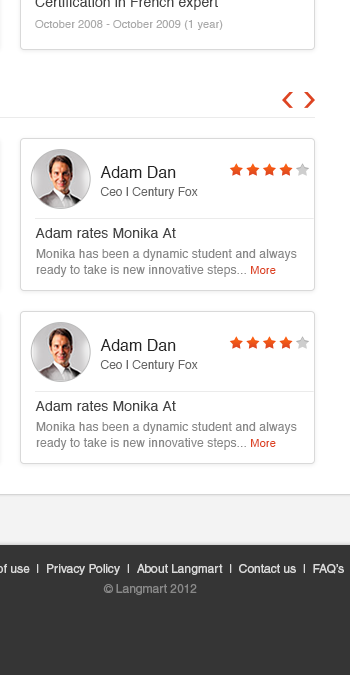 Certification in French expert
October 2008 - October 2009 (1 year)
Adam Dan
Ceo I Century Fox
Adam rates Monika At
Monika has been a dynamic student and always
ready to take is new innovative steps... More
Adam Dan
Ceo I Century Fox
Adam rates Monika At
Monika has been a dynamic student and always
ready to take is new innovative steps... More
of use I Privacy Policy I About Langmart I Contact us I FAQ's
© Langmart 2012